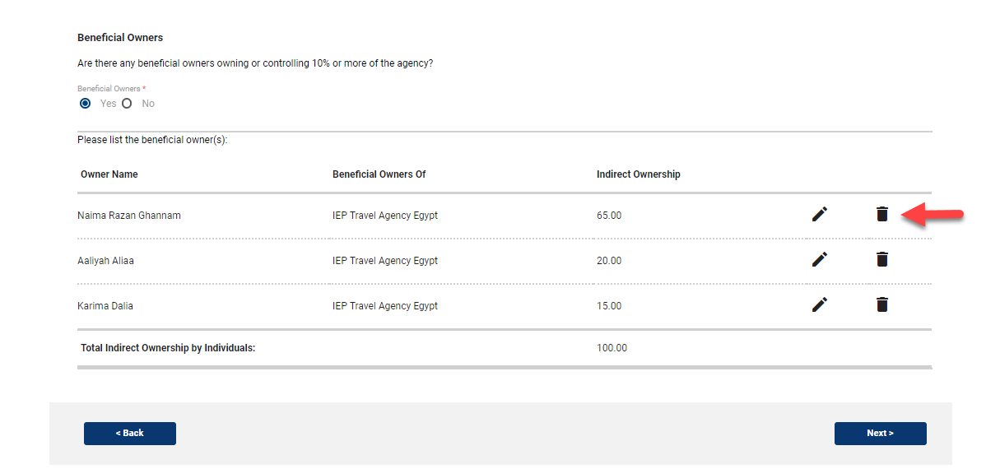 Beneficial Owners
Are there any beneficial owners owning or controlling 10% or more of the agency?
Beneficial Owners *
Yes No
Please list the beneficial owner(s):
Owner Name Beneficial Owners Of Indirect Ownership
Naima Razan Ghannam IEP Travel Agency Egypt 65.00
Aaliyah Aliaa IEP Travel Agency Egypt 20.00
Karima Dalia IEP Travel Agency Egypt 15.00
Total Indirect Ownership by Individuals: 100.00
< Back Next >